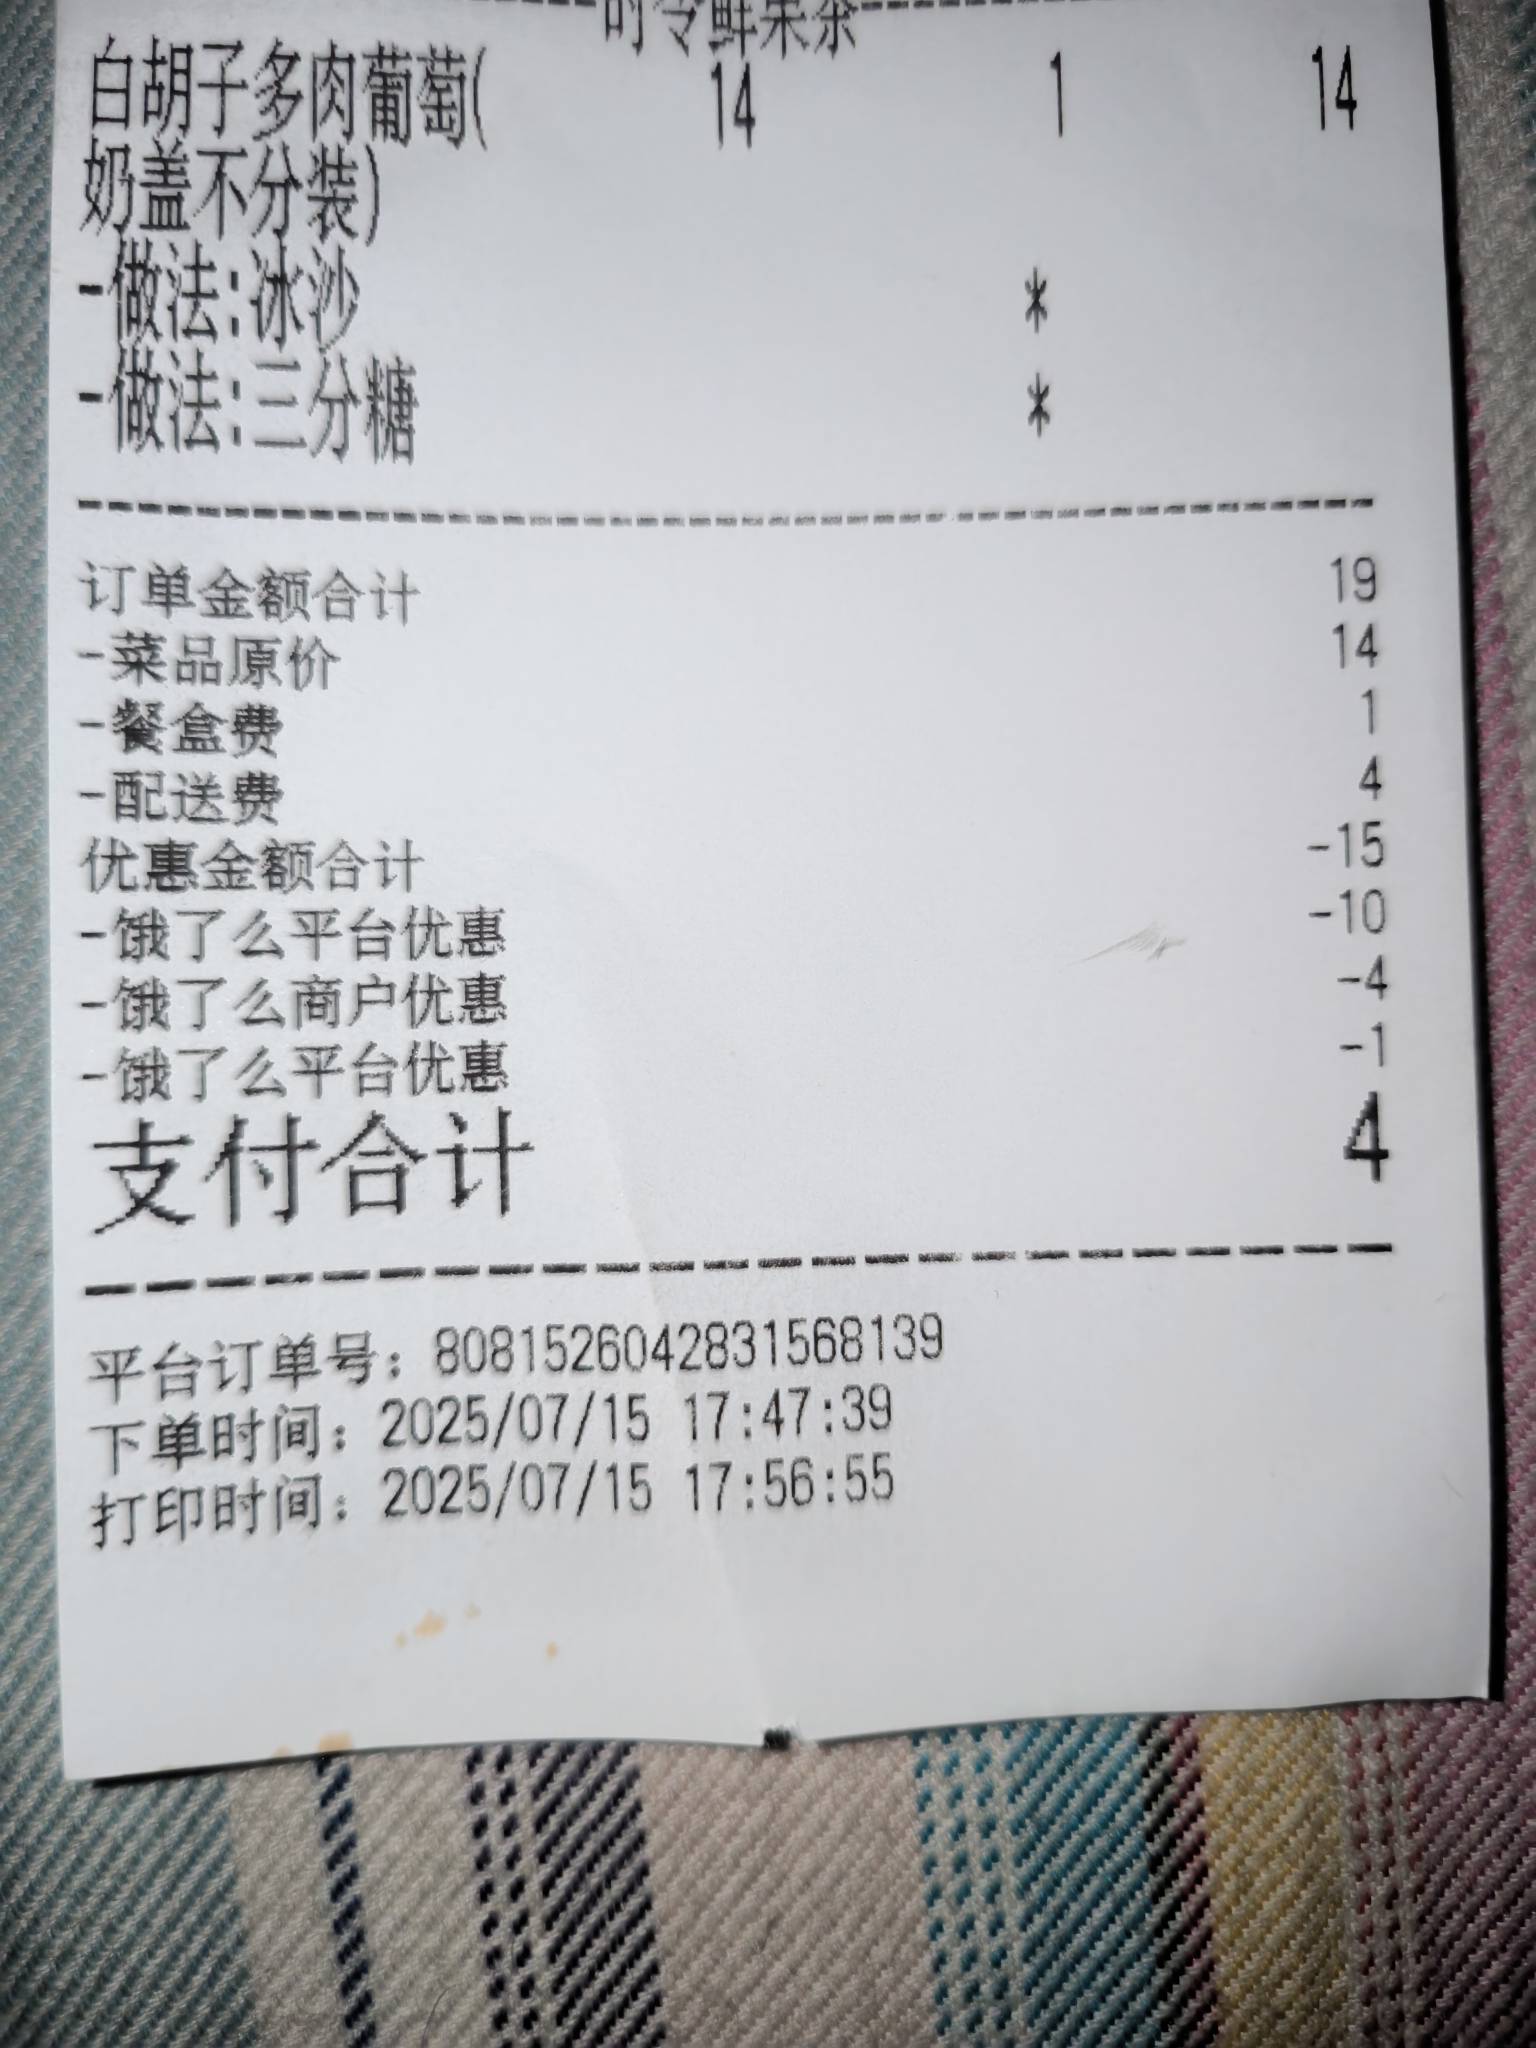 时令鲜果茶
白胡子多肉葡萄( 14 1 14
奶盖不分装)
-做法:冰沙 *
-做法:三分糖 *
订单金额合计 19
-菜品原价 14
-餐盒费 1
-配送费 4
优惠金额合计 -15
-饿了么平台优惠 -10
-饿了么商户优惠 -4
-饿了么平台优惠 -1
支付合计 4
平台订单号：8081526042831568139
下单时间：2025/07/15 17:47:39
打印时间：2025/07/15 17:56:55